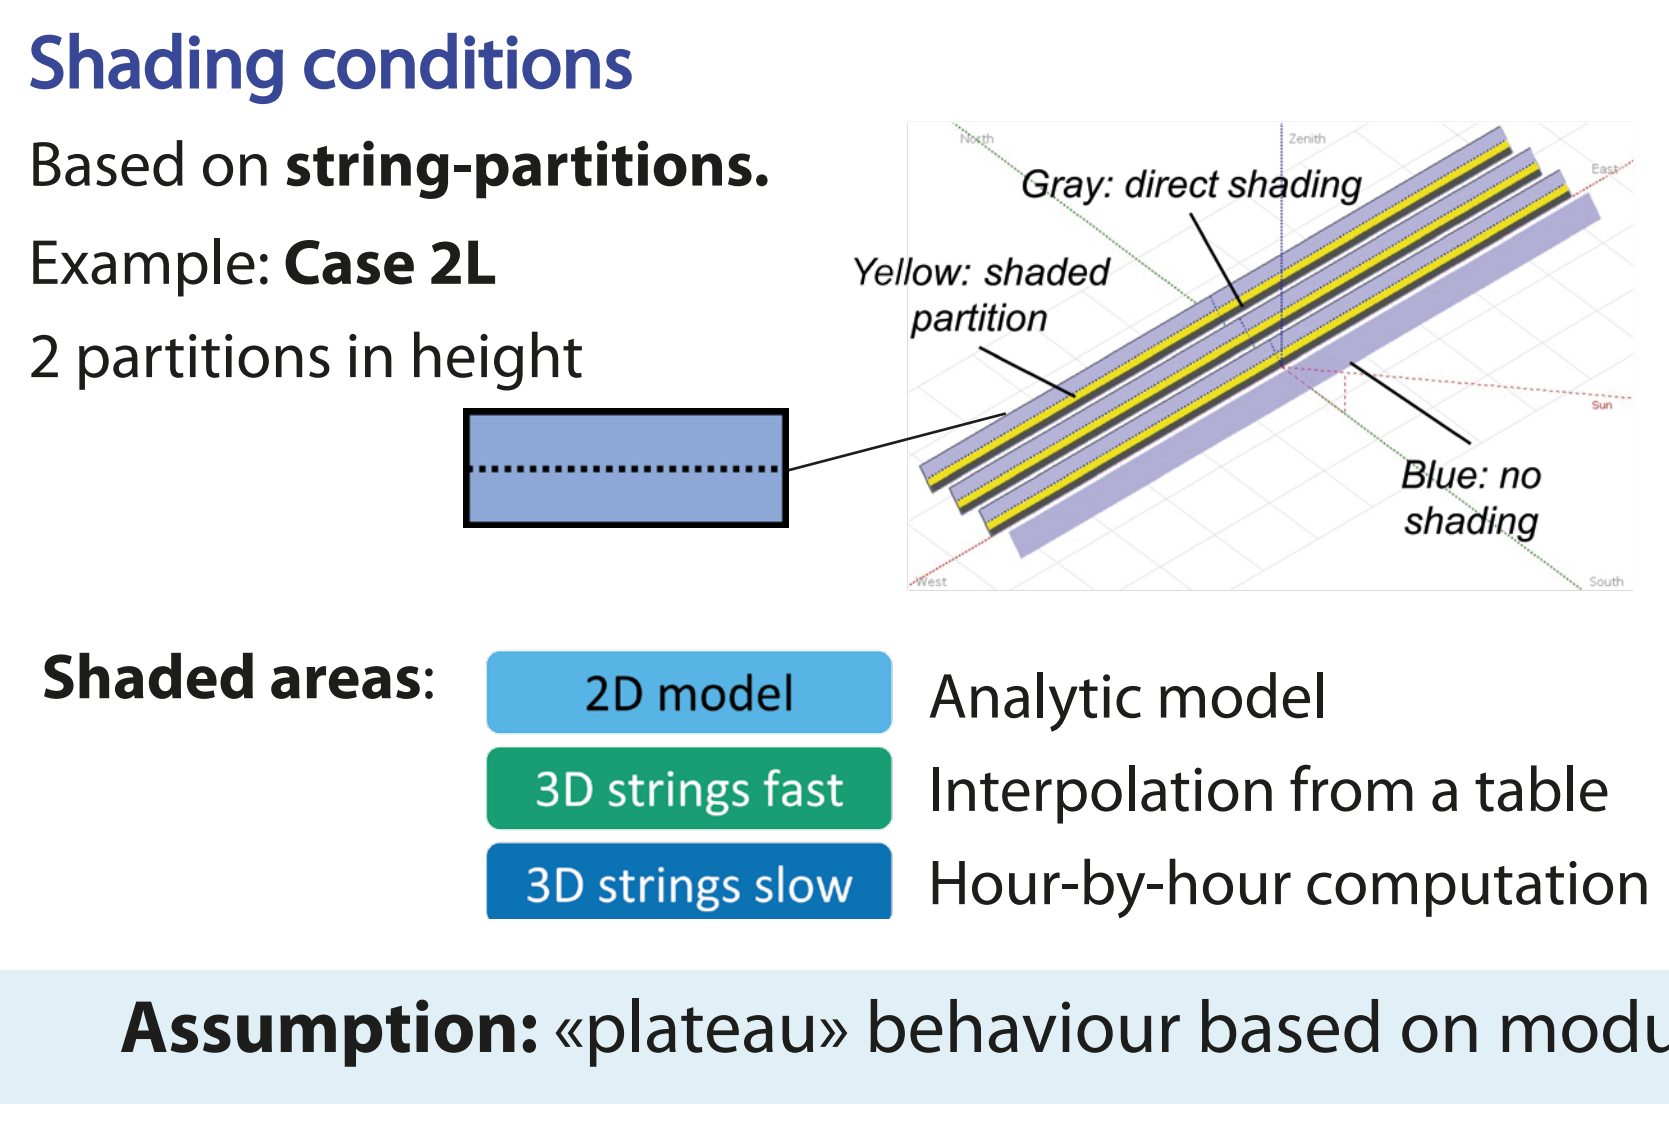 Shading conditions
Based on string-partitions.
Example: Case 2L
2 partitions in height
North
Zenith
East
Gray: direct shading
Yellow: shaded
partition
Sun
Blue: no
shading
West
South
Shaded areas:
2D model
Analytic model
3D strings fast
Interpolation from a table
3D strings slow
Hour-by-hour computation
Assumption: «plateau» behaviour based on modu